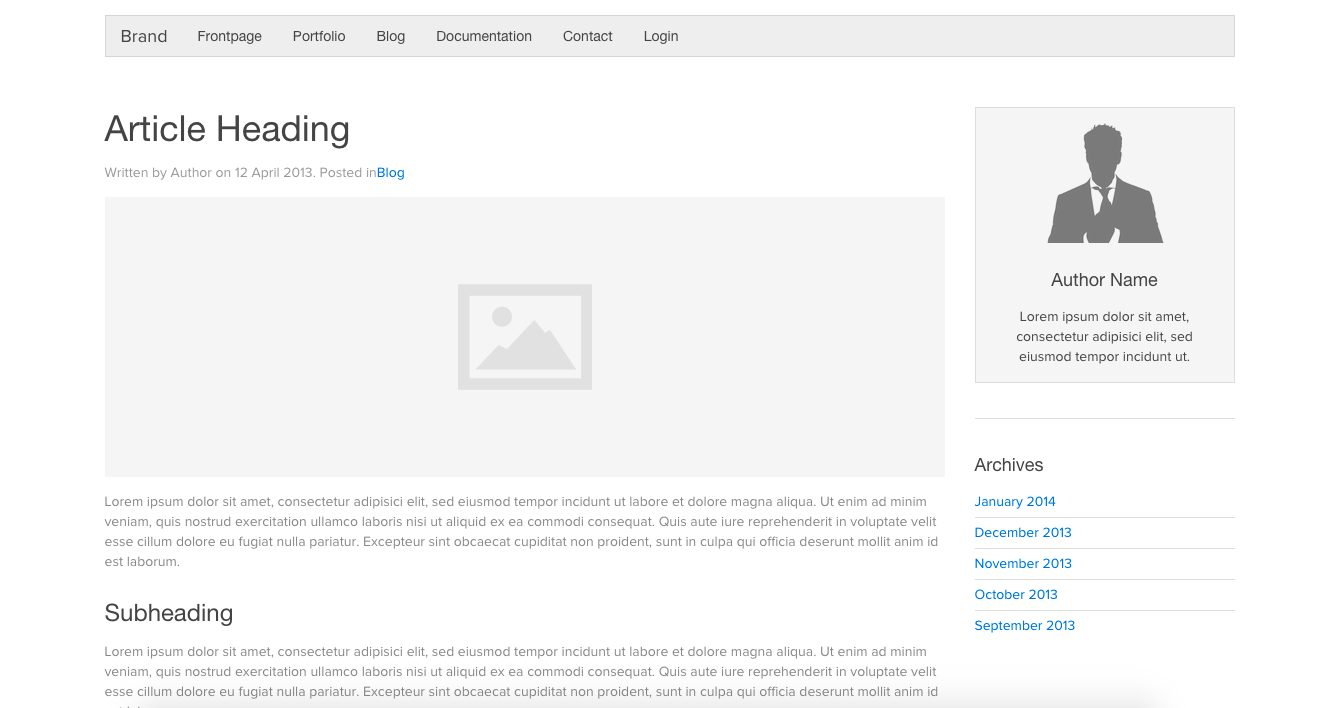 Brand Frontpage Portfolio Blog Documentation Contact Login
Article Heading
Written by Author on 12 April 2013. Posted inBlog
Lorem ipsum dolor sit amet, consectetur adipisici elit, sed eiusmod tempor incidunt ut labore et dolore magna aliqua. Ut enim ad minim
veniam, quis nostrud exercitation ullamco laboris nisi ut aliquid ex ea commodi consequat. Quis aute iure reprehenderit in voluptate velit
esse cillum dolore eu fugiat nulla pariatur. Excepteur sint obcaecat cupiditat non proident, sunt in culpa qui officia deserunt mollit anim id
est laborum.
Subheading
Lorem ipsum dolor sit amet, consectetur adipisici elit, sed eiusmod tempor incidunt ut labore et dolore magna aliqua. Ut enim ad minim
veniam, quis nostrud exercitation ullamco laboris nisi ut aliquid ex ea commodi consequat. Quis aute iure reprehenderit in voluptate velit
esse cillum dolore eu fugiat nulla pariatur. Excepteur sint obcaecat cupiditat non proident, sunt in culpa qui officia deserunt mollit anim id
Author Name
Lorem ipsum dolor sit amet,
consectetur adipisici elit, sed
eiusmod tempor incidunt ut.
Archives
January 2014
December 2013
November 2013
October 2013
September 2013